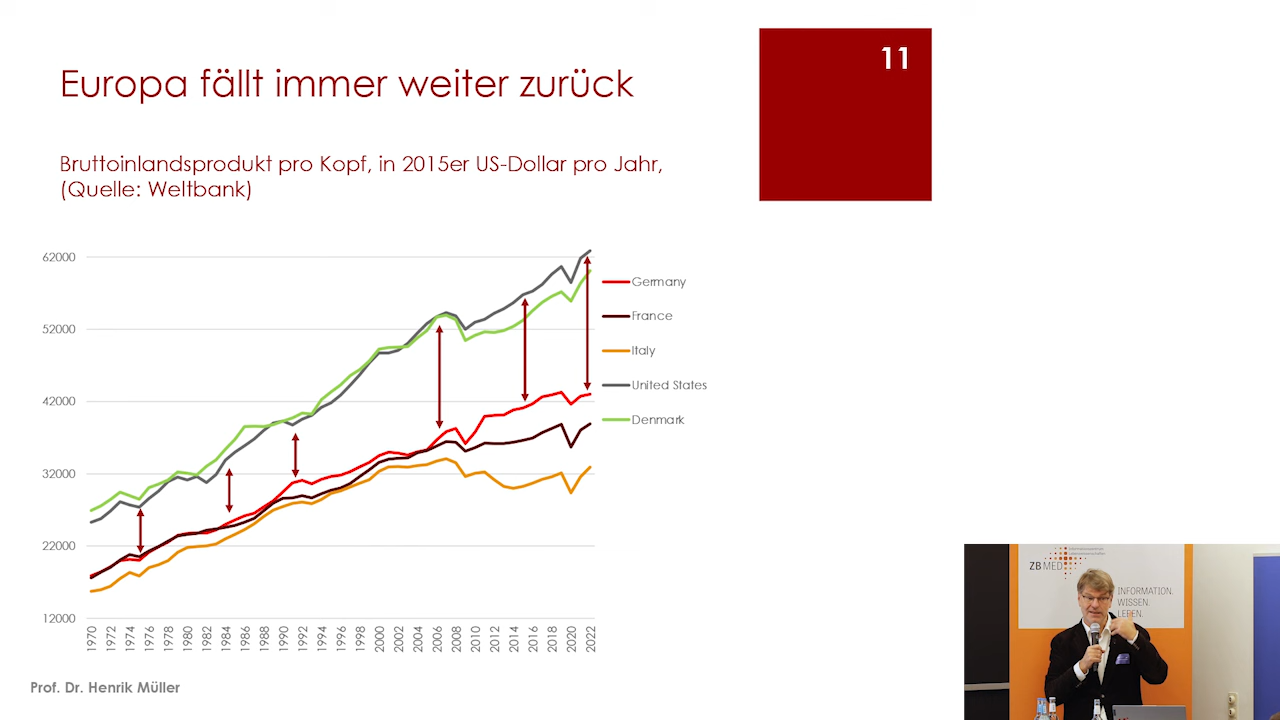 11
Europa fällt immer weiter zurück
Bruttoinlandsprodukt pro Kopf, in 2015er US-Dollar pro Jahr,
(Quelle: Weltbank)
62000
52000
42000
32000
22000
12000
1970 1972 1974 1976 1978 1980 1982 1984 1986 1988 1990 1992 1994 1996 1998 2000 2002 2004 2006 2008 2010 2012 2014 2016 2018 2020 2022
Germany
France
Italy
United States
Denmark
Prof. Dr. Henrik Müller
ZB MED
INFORMATION.
WISSEN.
LEBEN.